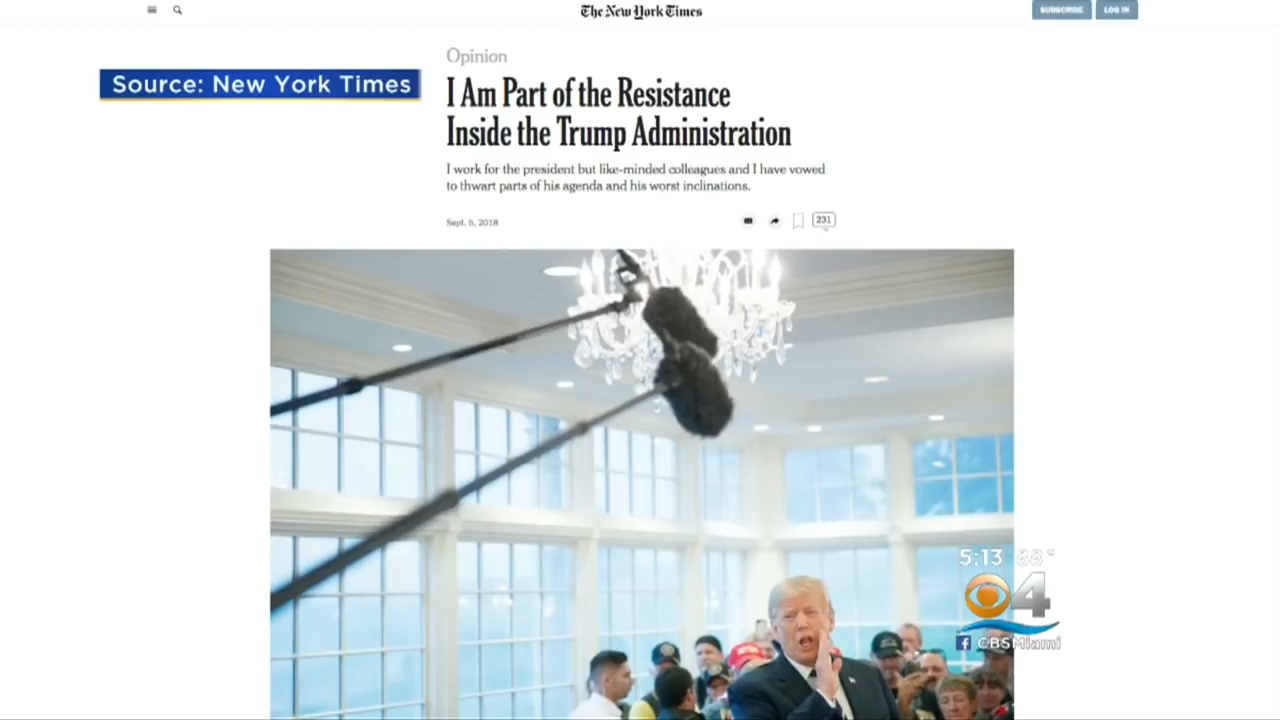 The New York Times
SUBSCRIBE
LOG IN
Source: New York Times
Opinion
I Am Part of the Resistance
Inside the Trump Administration
I work for the president but like-minded colleagues and I have vowed
to thwart parts of his agenda and his worst inclinations.
Sept. 5, 2018
231
5:13 88°
4
CBSMiami